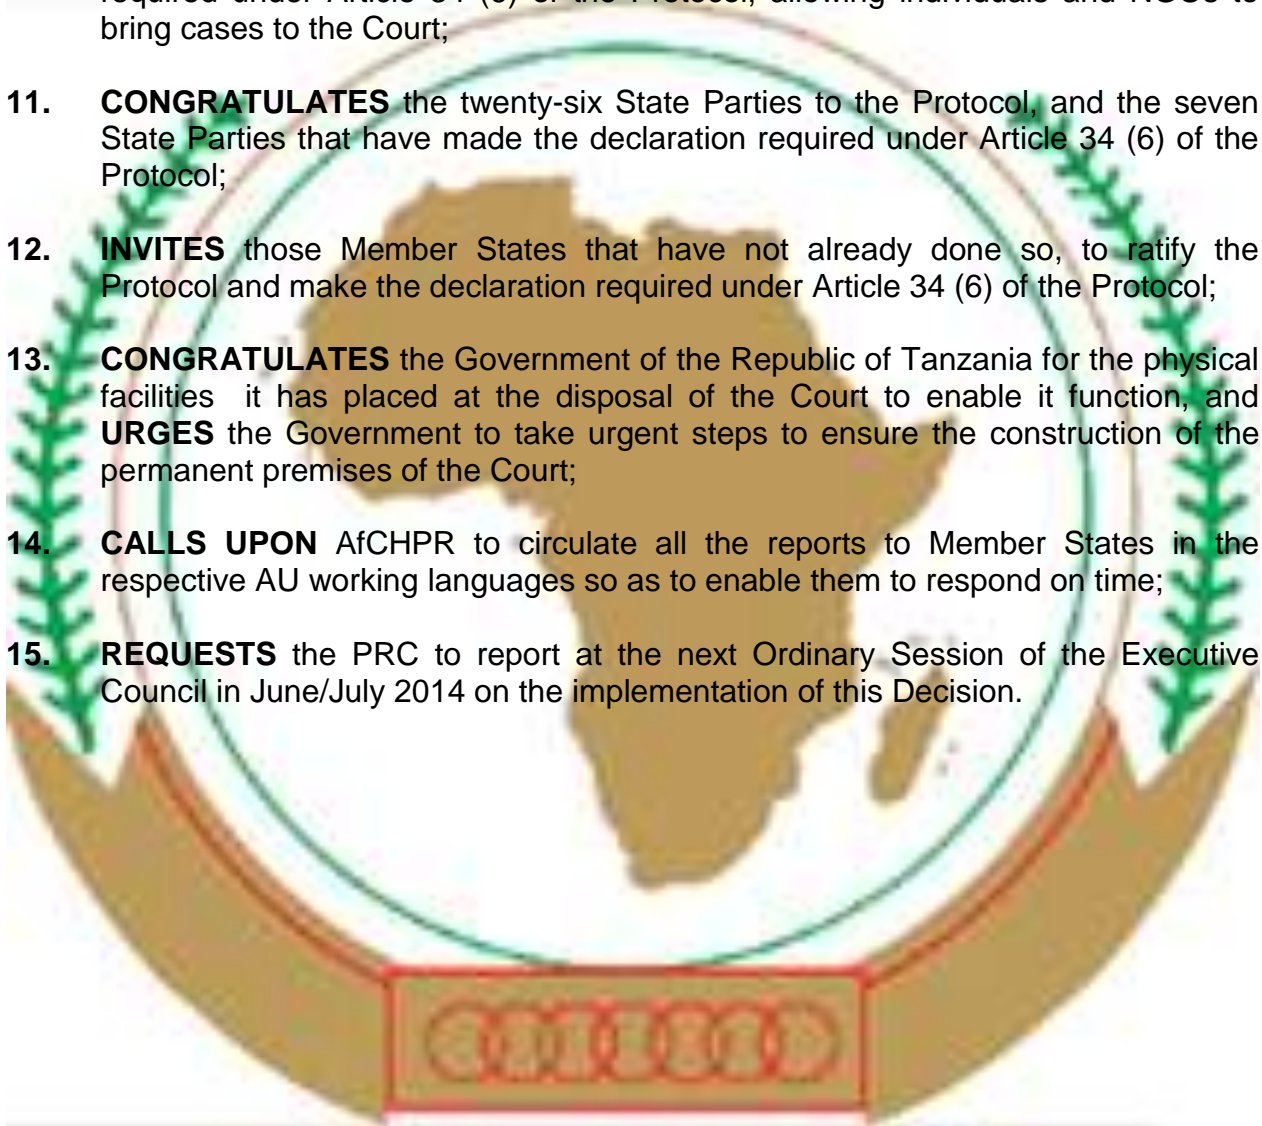 bring cases to the Court;
11. CONGRATULATES the twenty-six State Parties to the Protocol, and the seven
State Parties that have made the declaration required under Article 34 (6) of the
Protocol;
12. INVITES those Member States that have not already done so, to ratify the
Protocol and make the declaration required under Article 34 (6) of the Protocol;
13. CONGRATULATES the Government of the Republic of Tanzania for the physical
facilities it has placed at the disposal of the Court to enable it function, and
URGES the Government to take urgent steps to ensure the construction of the
permanent premises of the Court;
14. CALLS UPON AfCHPR to circulate all the reports to Member States in the
respective AU working languages so as to enable them to respond on time;
15. REQUESTS the PRC to report at the next Ordinary Session of the Executive
Council in June/July 2014 on the implementation of this Decision.